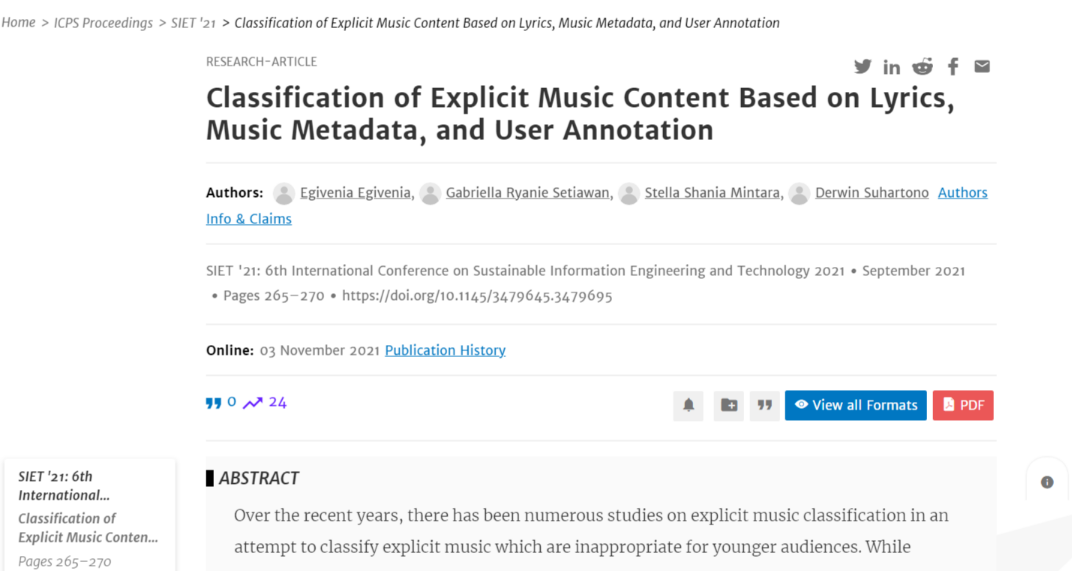 Home > ICPS Proceedings > SIET '21 > Classification of Explicit Music Content Based on Lyrics, Music Metadata, and User Annotation
RESEARCH-ARTICLE
Classification of Explicit Music Content Based on Lyrics,
Music Metadata, and User Annotation
Authors: Egivenia Egivenia, Gabriella Ryanie Setiawan, Stella Shania Mintara, Derwin Suhartono Authors
Info & Claims
SIET '21: 6th International Conference on Sustainable Information Engineering and Technology 2021 • September 2021
• Pages 265–270 • https://doi.org/10.1145/3479645.3479695
Online: 03 November 2021 Publication History
0 24
View all Formats PDF
ABSTRACT
Over the recent years, there has been numerous studies on explicit music classification in an
attempt to classify explicit music which are inappropriate for younger audiences. While
SIET '21: 6th
International...
Classification of
Explicit Music Conten...
Pages 265–270